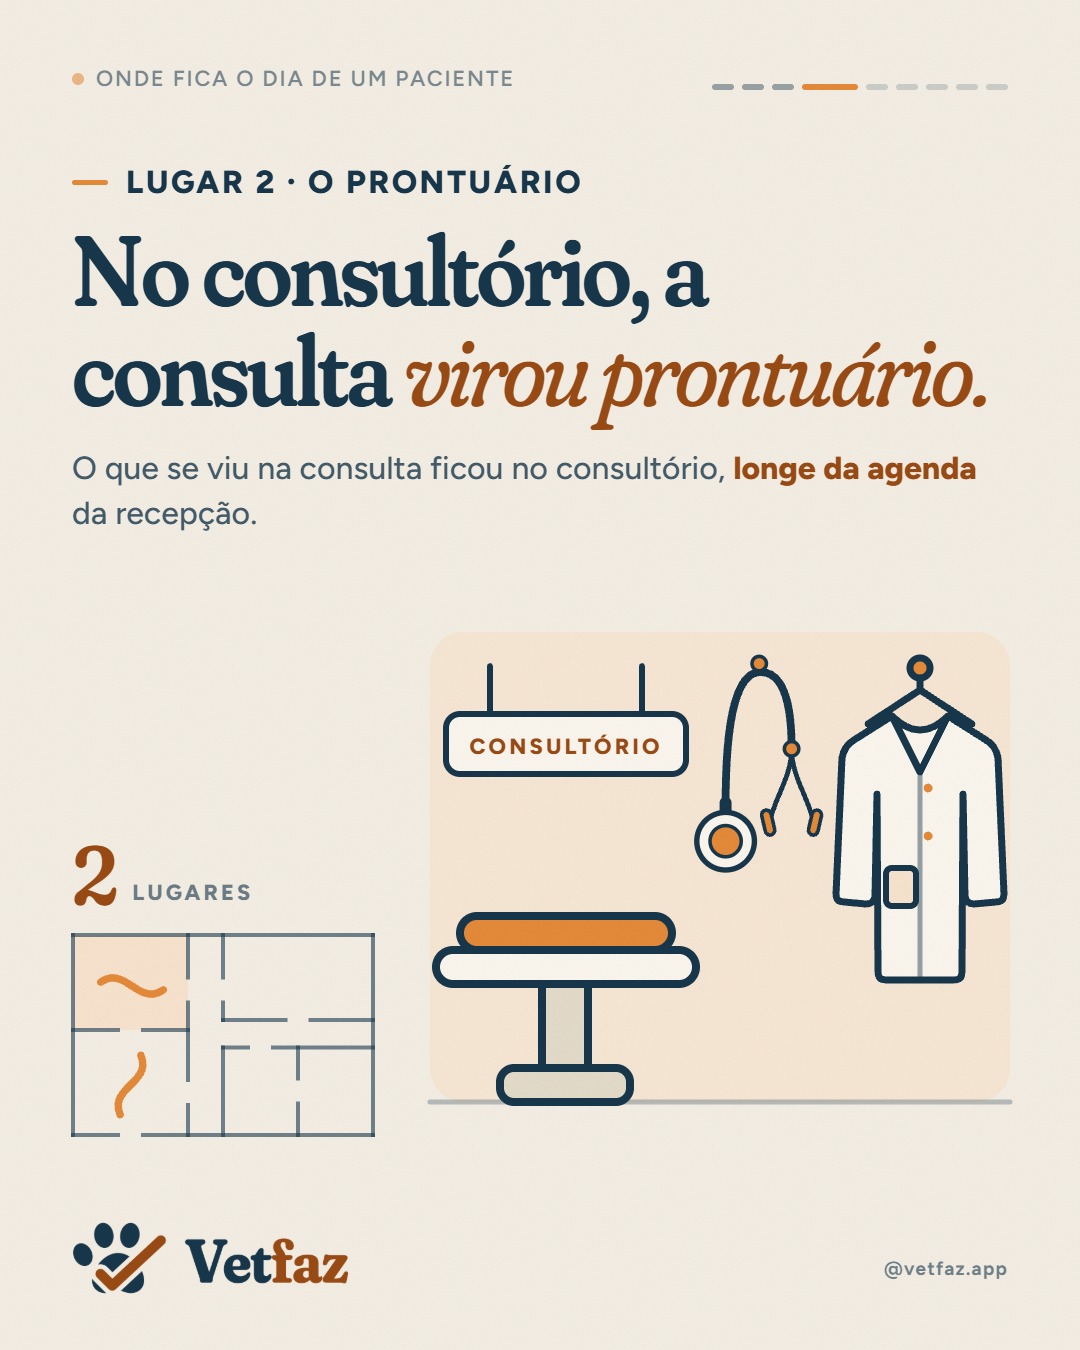 ONDE FICA O DIA DE UM PACIENTE
LUGAR 2 · O PRONTUÁRIO
No consultório, a
consulta virou prontuário.
O que se viu na consulta ficou no consultório, longe da agenda
da recepção.
CONSULTÓRIO
2 LUGARES
Vetfaz
@vetfaz.app